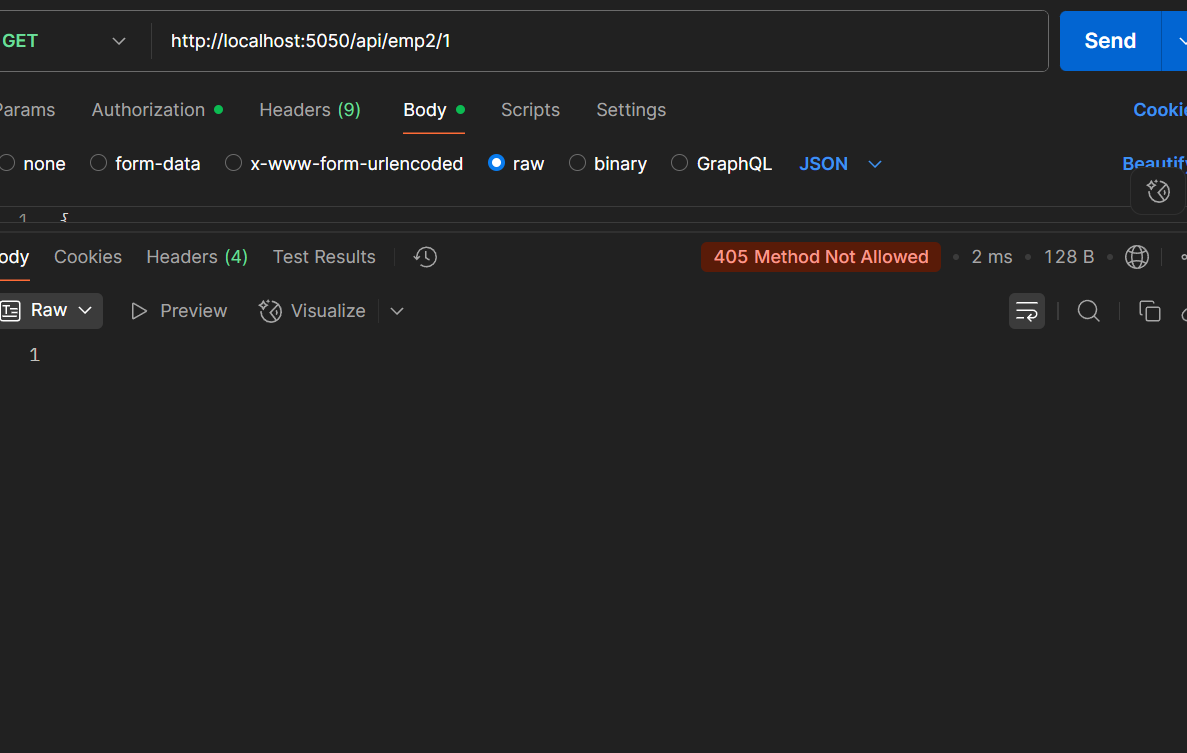 GET http://localhost:5050/api/emp2/1 Send
Params Authorization Headers (9) Body Scripts Settings Cookie
none form-data x-www-form-urlencoded raw binary GraphQL JSON Beautify
1 {
ody Cookies Headers (4) Test Results 405 Method Not Allowed • 2 ms • 128 B •
Raw Preview Visualize
1